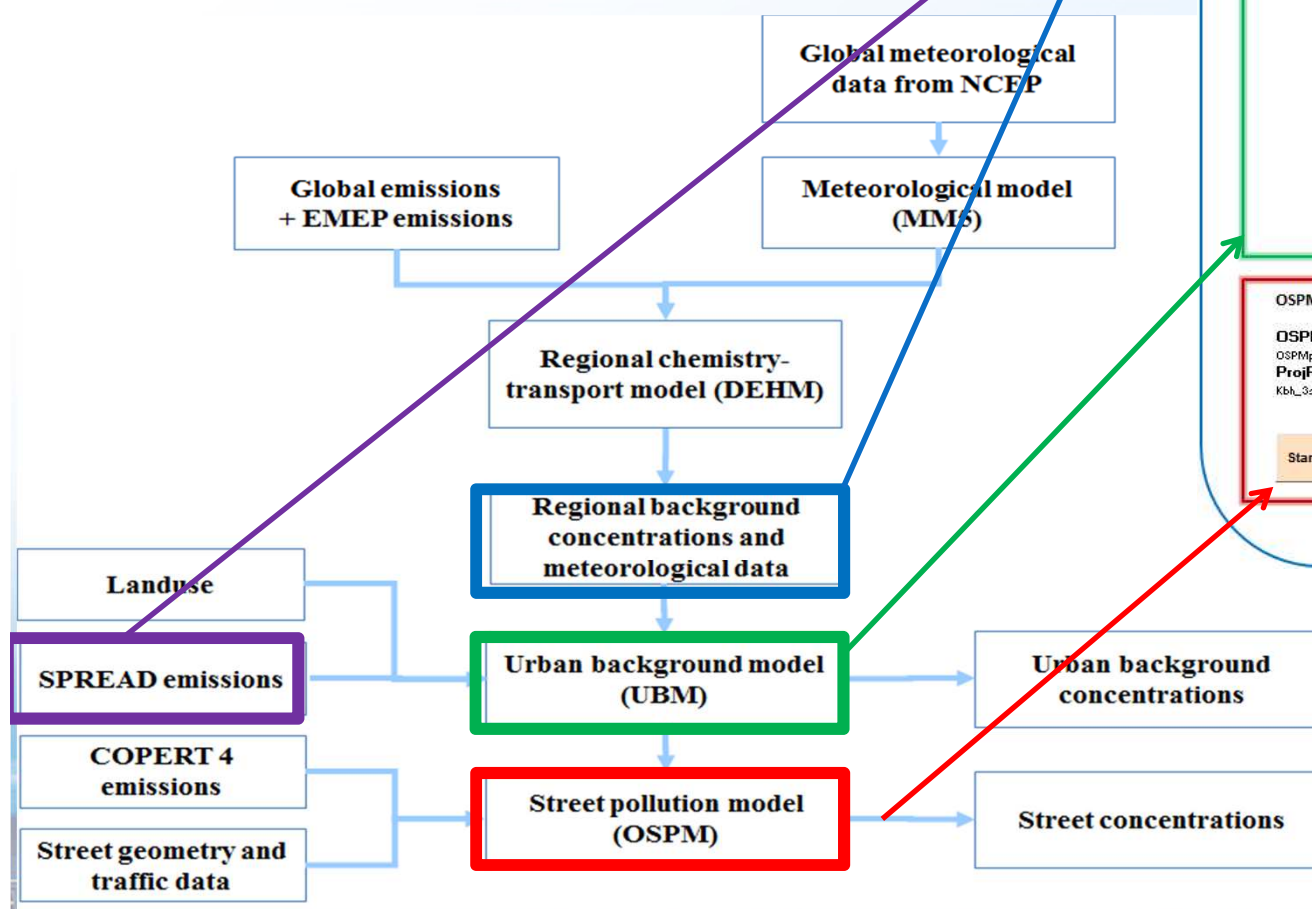 Global meteorological
data from NCEP
Global emissions
+ EMEP emissions
Meteorological model
(MM5)
Regional chemistry-
transport model (DEHM)
Regional background
concentrations and
meteorological data
Landuse
SPREAD emissions
Urban background model
(UBM)
Urban background
concentrations
COPERT 4
emissions
Street pollution model
(OSPM)
Street concentrations
Street geometry and
traffic data